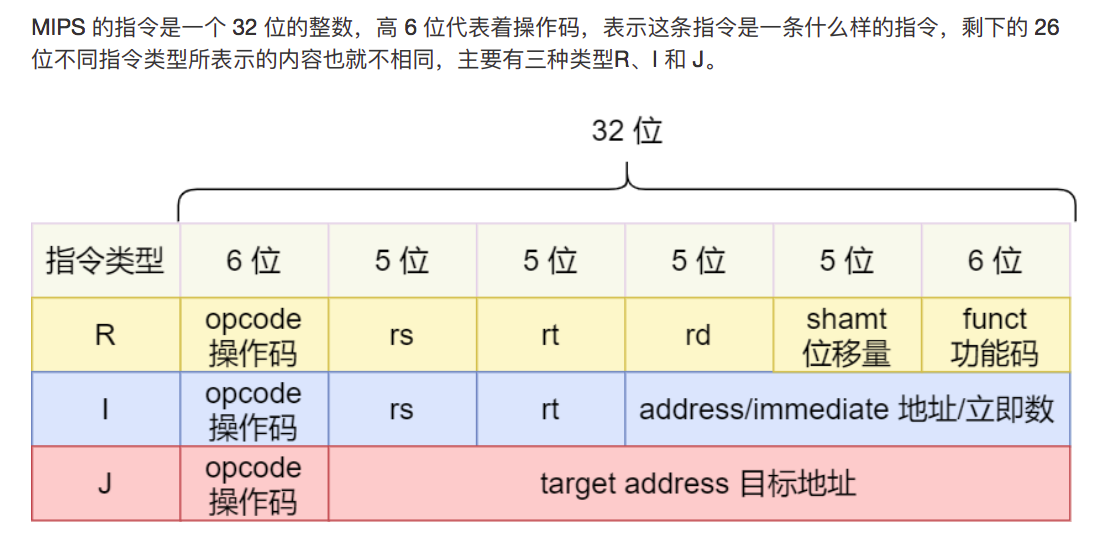 MIPS 的指令是一个 32 位的整数，高 6 位代表着操作码，表示这条指令是一条什么样的指令，剩下的 26
位不同指令类型所表示的内容也就不相同，主要有三种类型R、I 和 J。
32 位
指令类型 6 位 5 位 5 位 5 位 5 位 6 位
R opcode 操作码 rs rt rd shamt 位移量 funct 功能码
I opcode 操作码 rs rt address/immediate 地址/立即数
J opcode 操作码 target address 目标地址